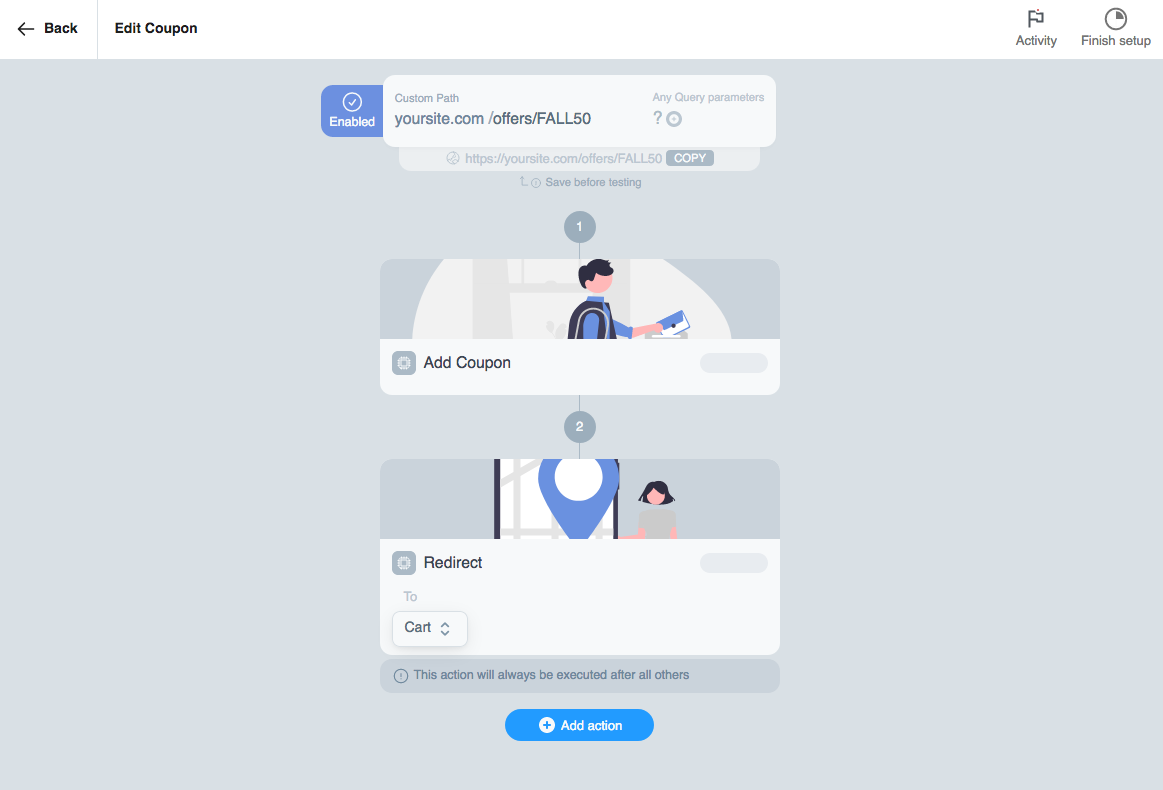 Back
Edit Coupon
Activity
Finish setup
Enabled
Custom Path
yoursite.com /offers/FALL50
Any Query parameters
?
https://yoursite.com/offers/FALL50 COPY
Save before testing
1
Add Coupon
2
Redirect
To
Cart
This action will always be executed after all others
Add action